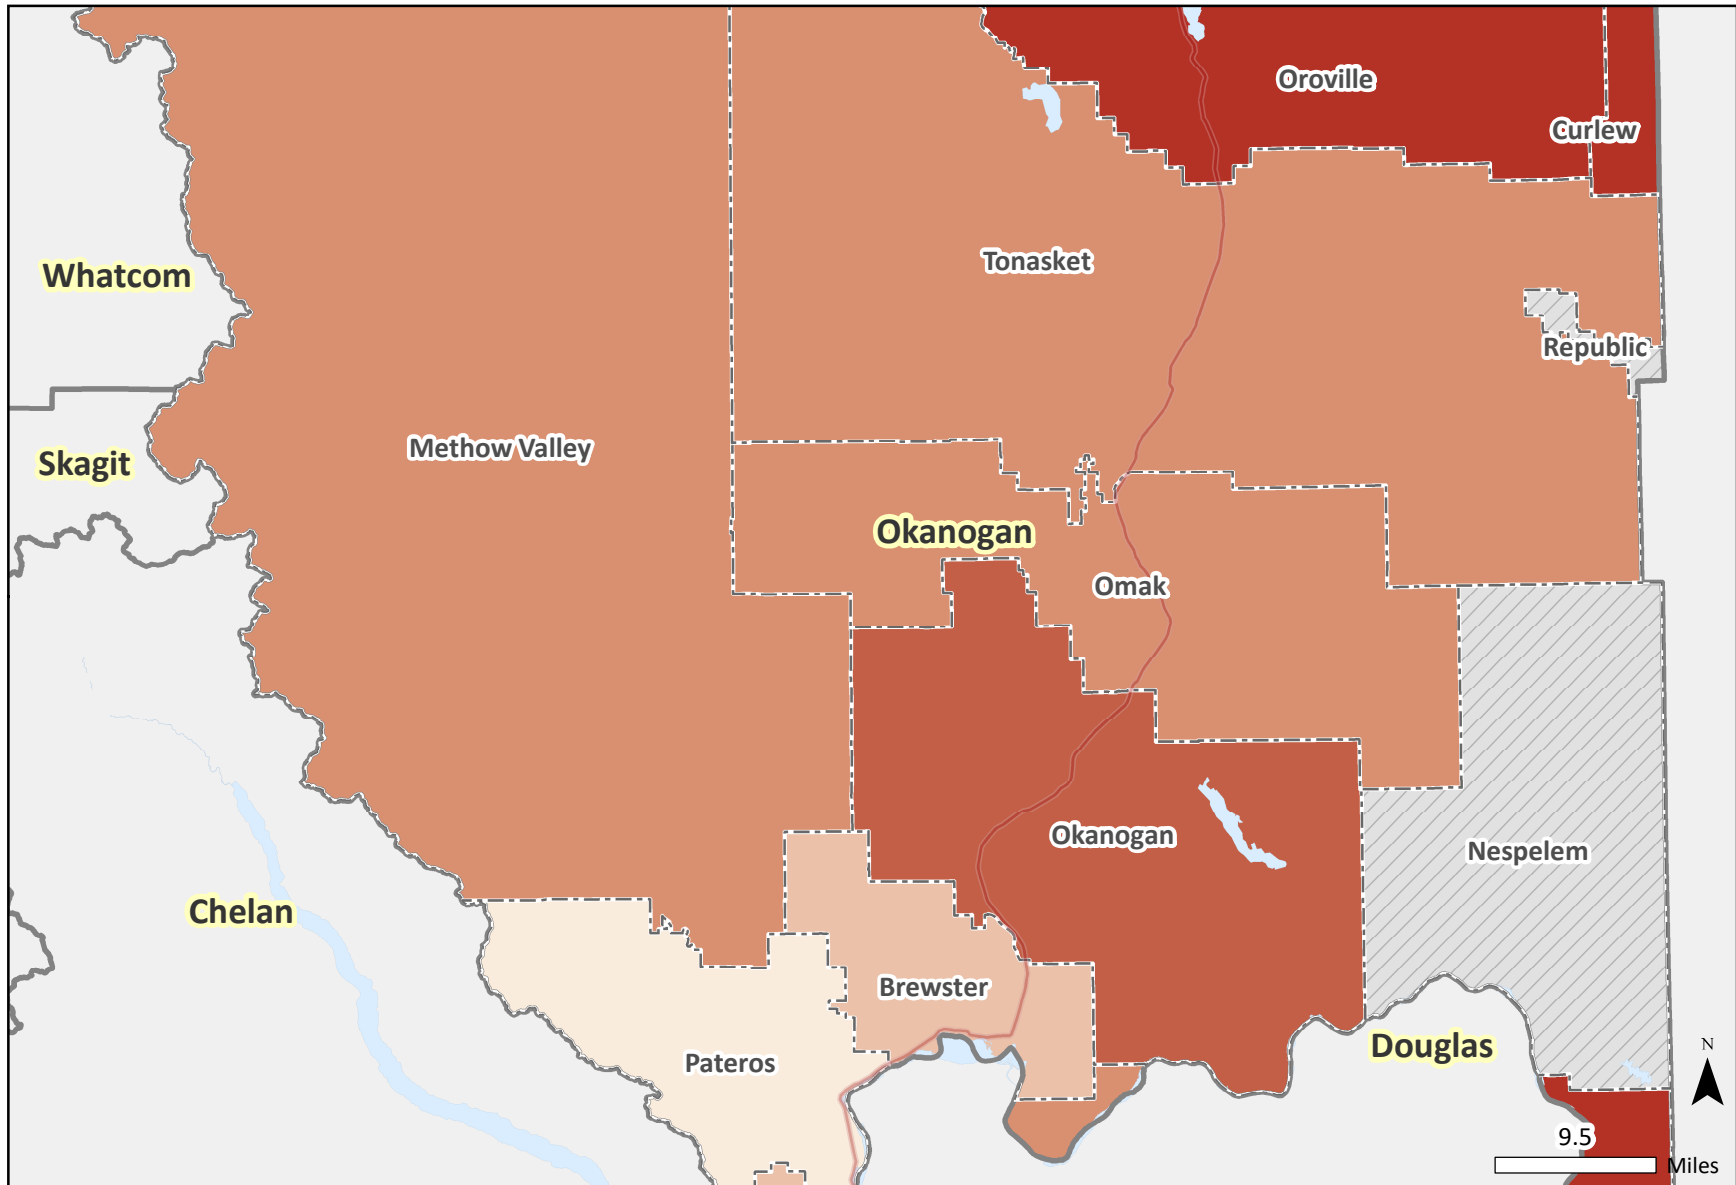 Oroville
Curlew
Whatcom
Tonasket
Republic
Methow Valley
Skagit
Okanogan
Omak
Okanogan
Nespelem
Chelan
Brewster
Pateros
Douglas
N
9.5
Miles